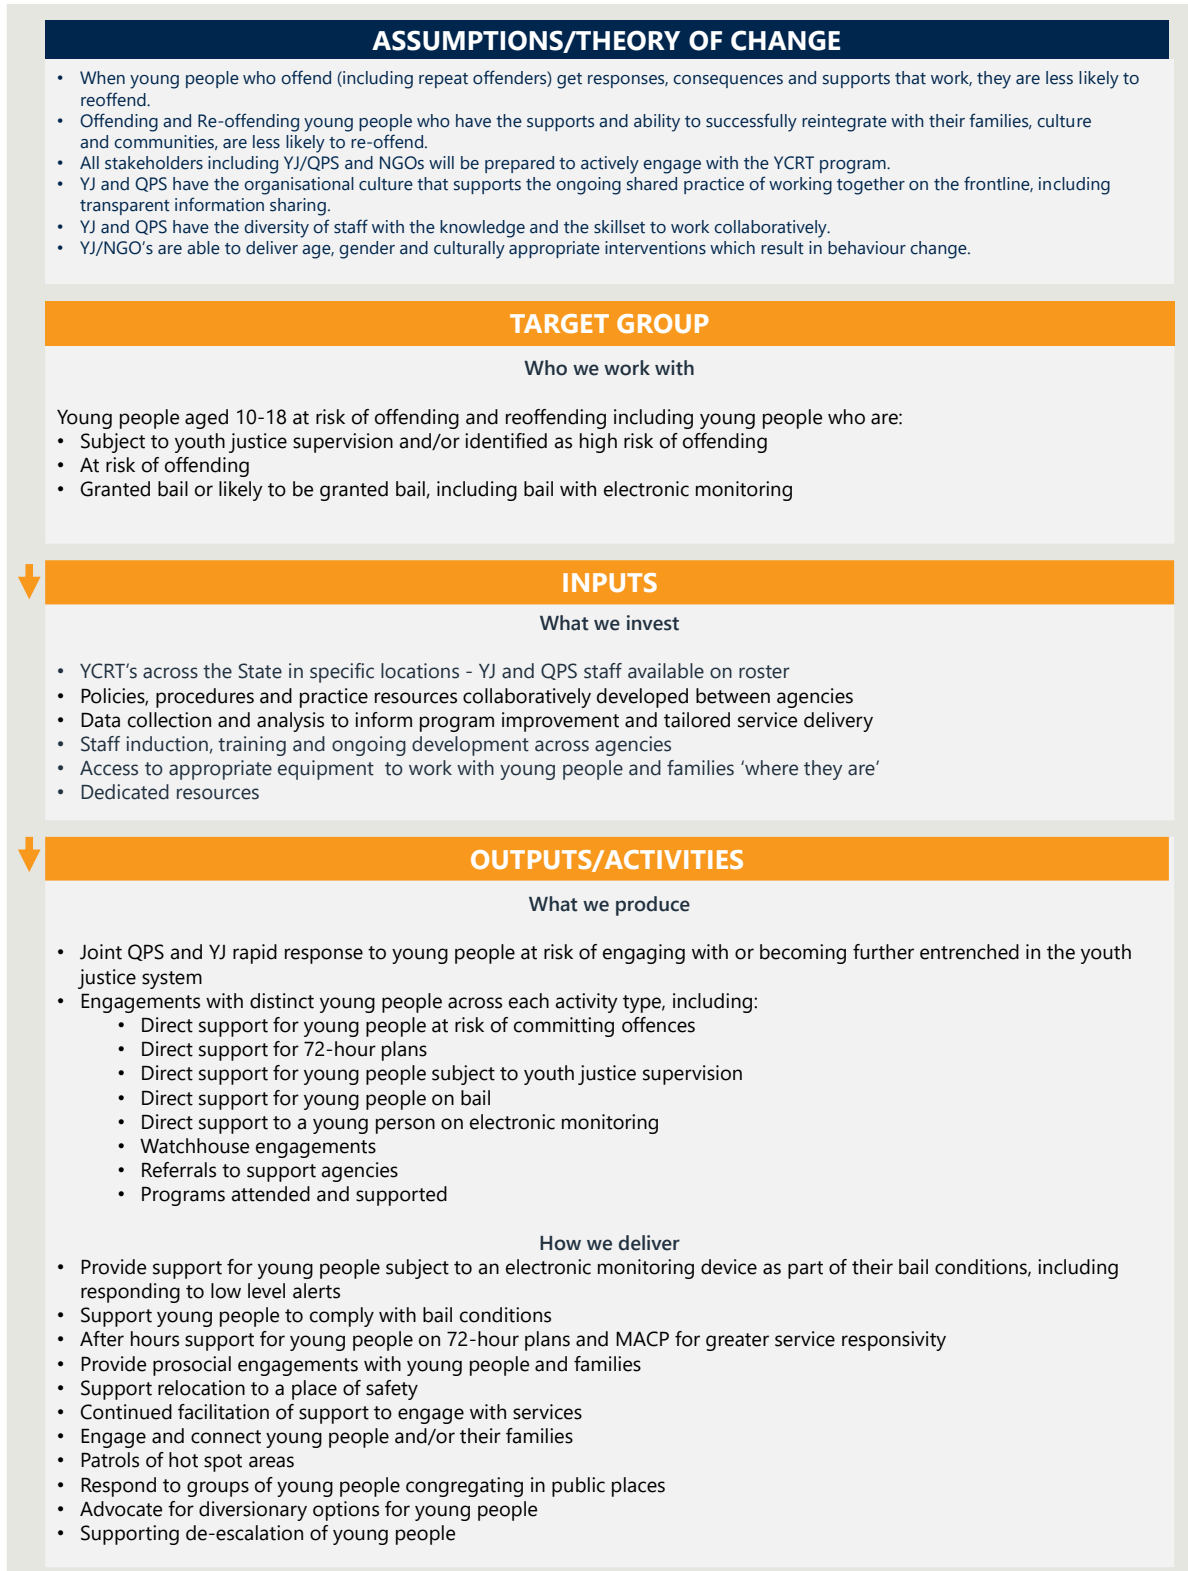 ASSUMPTIONS/THEORY OF CHANGE
• When young people who offend (including repeat offenders) get responses, consequences and supports that work, they are less likely to
reoffend.
• Offending and Re-offending young people who have the supports and ability to successfully reintegrate with their families, culture
and communities, are less likely to re-offend.
• All stakeholders including YJ/QPS and NGOs will be prepared to actively engage with the YCRT program.
• YJ and QPS have the organisational culture that supports the ongoing shared practice of working together on the frontline, including
transparent information sharing.
• YJ and QPS have the diversity of staff with the knowledge and the skillset to work collaboratively.
• YJ/NGO's are able to deliver age, gender and culturally appropriate interventions which result in behaviour change.
TARGET GROUP
Who we work with
Young people aged 10-18 at risk of offending and reoffending including young people who are:
• Subject to youth justice supervision and/or identified as high risk of offending
• At risk of offending
• Granted bail or likely to be granted bail, including bail with electronic monitoring
INPUTS
What we invest
• YCRT's across the State in specific locations - YJ and QPS staff available on roster
• Policies, procedures and practice resources collaboratively developed between agencies
• Data collection and analysis to inform program improvement and tailored service delivery
• Staff induction, training and ongoing development across agencies
• Access to appropriate equipment  to work with young people and families 'where they are'
• Dedicated resources
OUTPUTS/ACTIVITIES
What we produce
• Joint QPS and YJ rapid response to young people at risk of engaging with or becoming further entrenched in the youth
justice system
• Engagements with distinct young people across each activity type, including:
• Direct support for young people at risk of committing offences
• Direct support for 72-hour plans
• Direct support for young people subject to youth justice supervision
• Direct support for young people on bail
• Direct support to a young person on electronic monitoring
• Watchhouse engagements
• Referrals to support agencies
• Programs attended and supported
How we deliver
• Provide support for young people subject to an electronic monitoring device as part of their bail conditions, including
responding to low level alerts
• Support young people to comply with bail conditions
• After hours support for young people on 72-hour plans and MACP for greater service responsivity
• Provide prosocial engagements with young people and families
• Support relocation to a place of safety
• Continued facilitation of support to engage with services
• Engage and connect young people and/or their families
• Patrols of hot spot areas
• Respond to groups of young people congregating in public places
• Advocate for diversionary options for young people
• Supporting de-escalation of young people